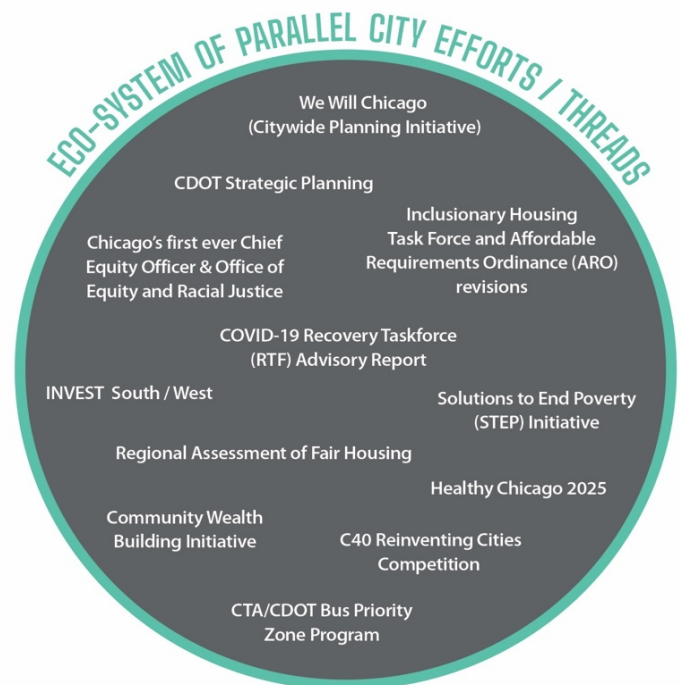 ECO-SYSTEM OF PARALLEL CITY EFFORTS / THREADS
We Will Chicago
(Citywide Planning Initiative)
CDOT Strategic Planning
Inclusionary Housing
Task Force and Affordable
Requirements Ordinance (ARO)
revisions
Chicago's first ever Chief
Equity Officer & Office of
Equity and Racial Justice
COVID-19 Recovery Taskforce
(RTF) Advisory Report
INVEST South / West
Solutions to End Poverty
(STEP) Initiative
Regional Assessment of Fair Housing
Healthy Chicago 2025
Community Wealth
Building Initiative
C40 Reinventing Cities
Competition
CTA/CDOT Bus Priority
Zone Program